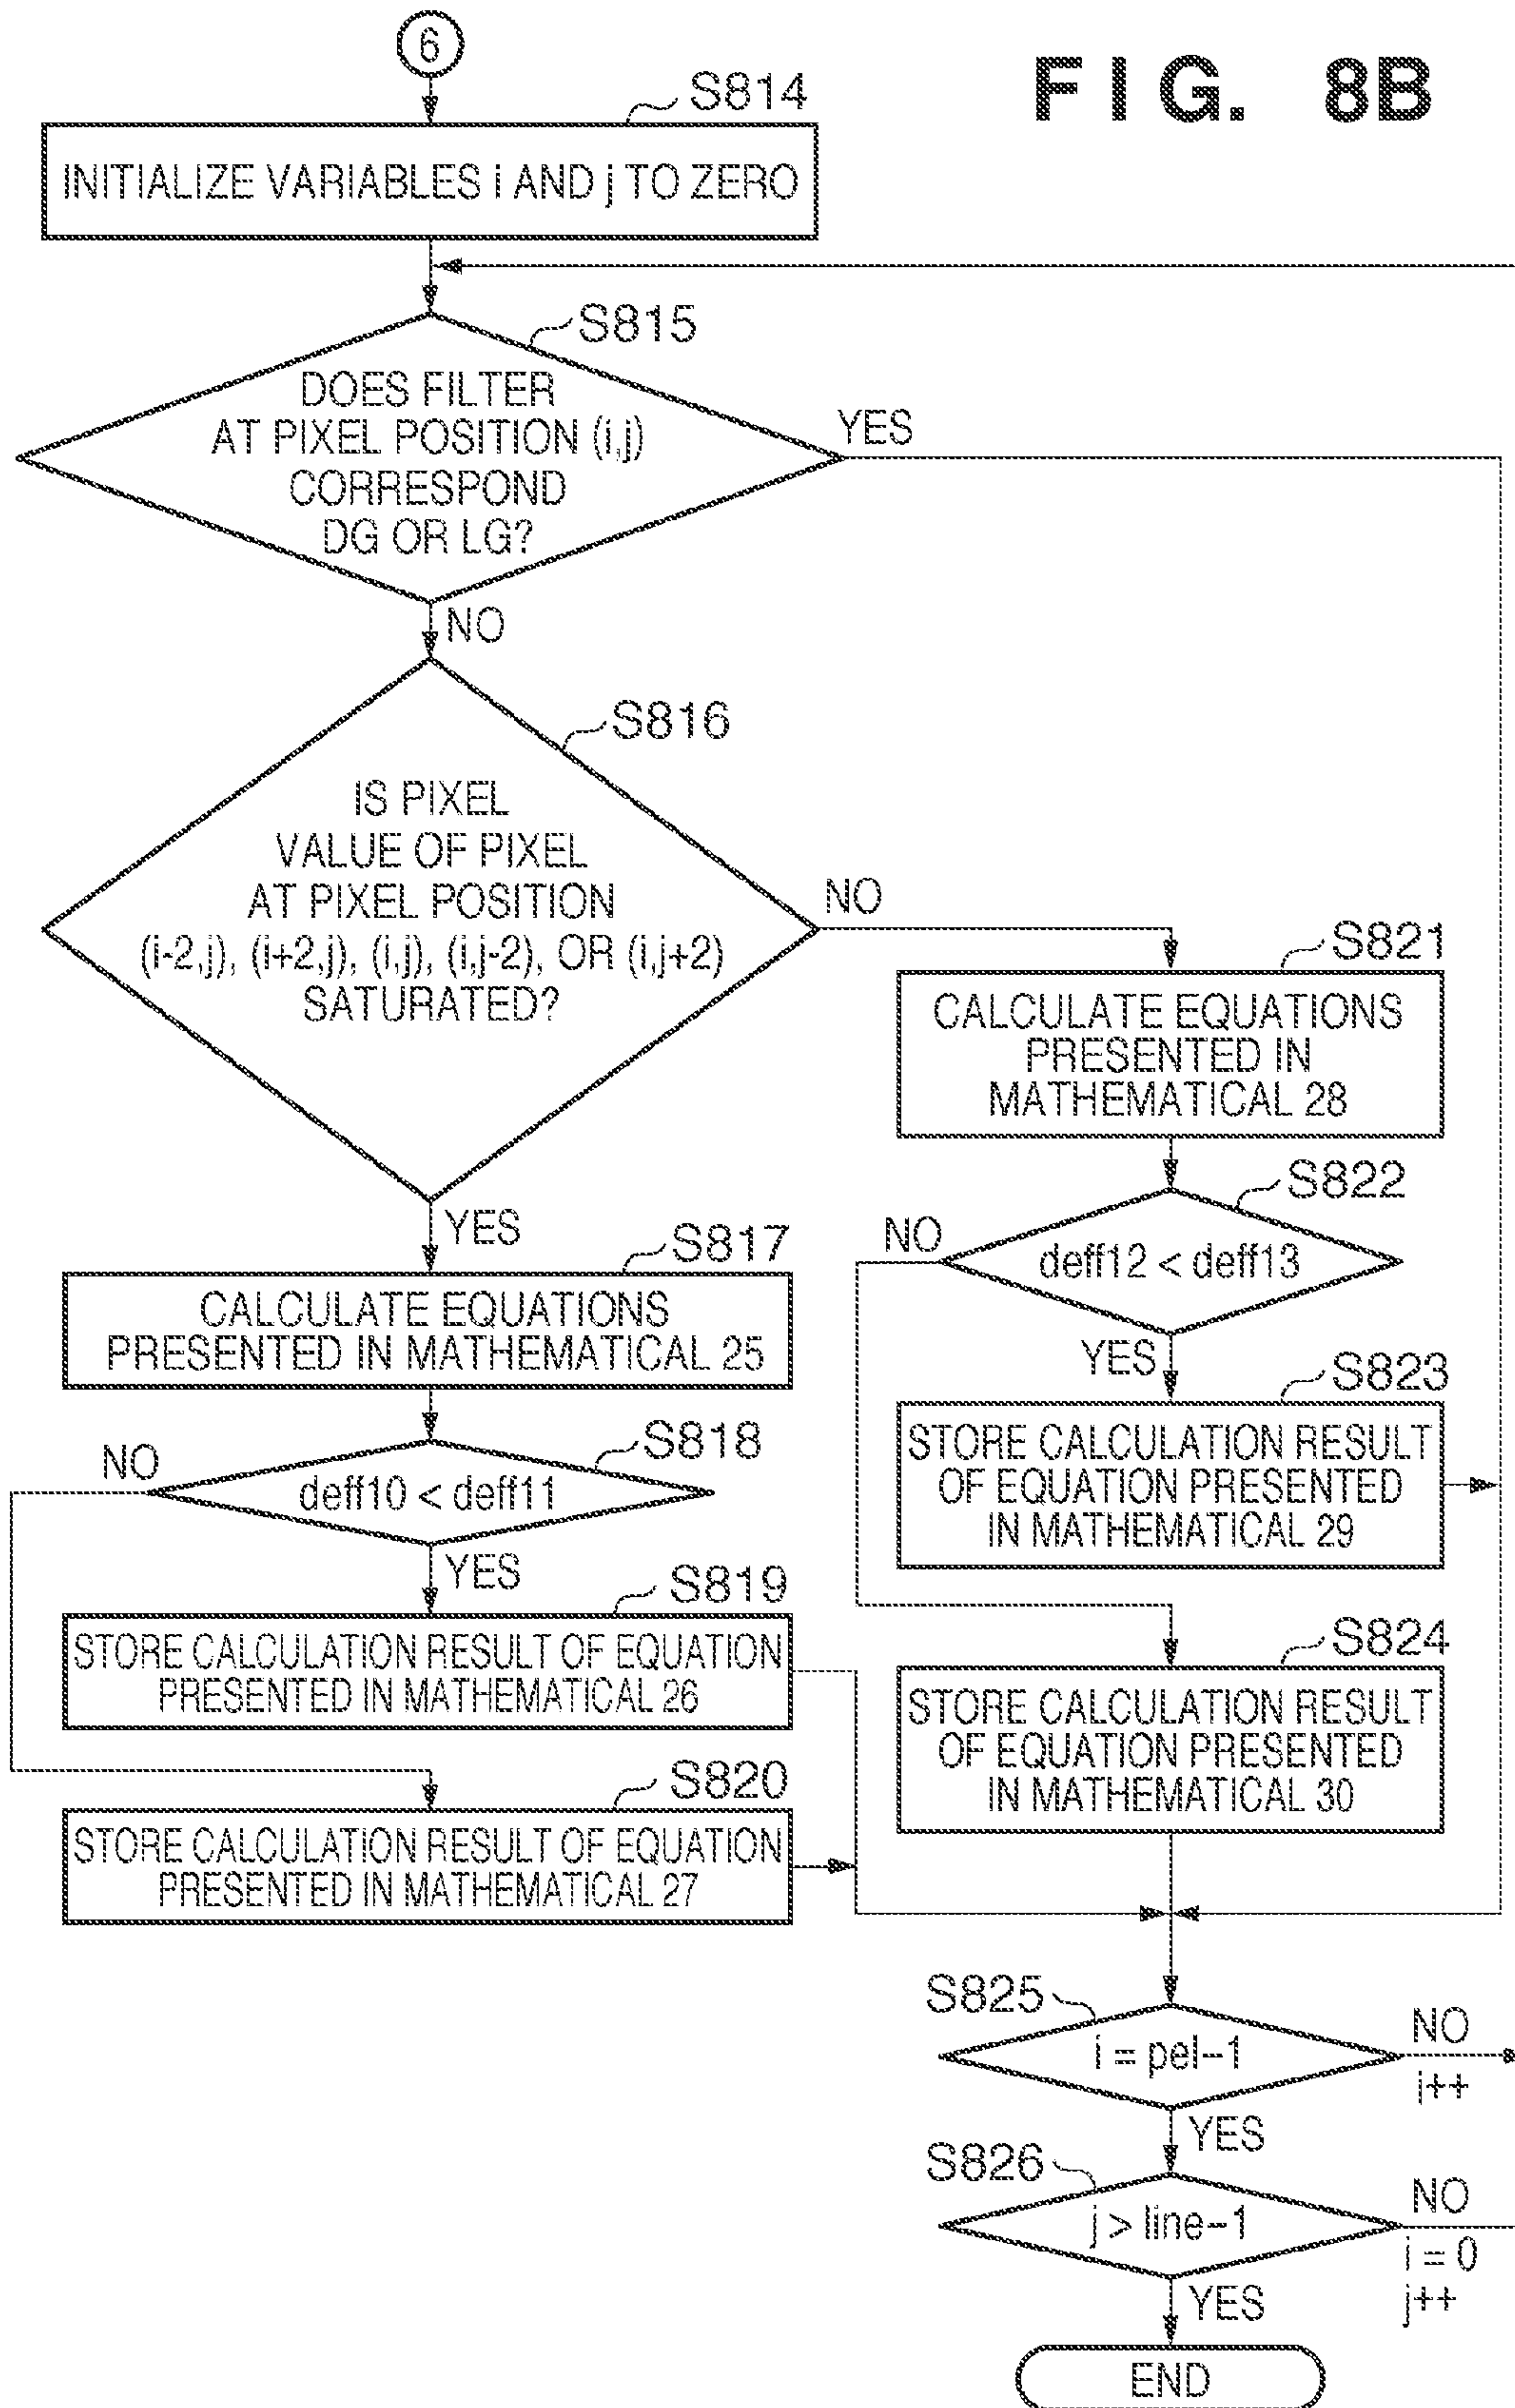 6
FIG. 8B
S814
INITIALIZE VARIABLES i AND j TO ZERO
S815
DOES FILTER
AT PIXEL POSITION (i,j)
CORRESPOND
DG OR LG?
YES
NO
S816
IS PIXEL
VALUE OF PIXEL
AT PIXEL POSITION
(i-2,j), (i+2,j), (i,j), (i,j-2), OR (i,j+2)
SATURATED?
NO
YES
S817
CALCULATE EQUATIONS
PRESENTED IN MATHEMATICAL 25
S818
NO
deff10 < deff11
YES
S819
STORE CALCULATION RESULT OF EQUATION
PRESENTED IN MATHEMATICAL 26
S820
STORE CALCULATION RESULT OF EQUATION
PRESENTED IN MATHEMATICAL 27
S821
CALCULATE EQUATIONS
PRESENTED IN
MATHEMATICAL 28
S822
NO
deff12 < deff13
YES
S823
STORE CALCULATION RESULT
OF EQUATION PRESENTED
IN MATHEMATICAL 29
S824
STORE CALCULATION RESULT
OF EQUATION PRESENTED
IN MATHEMATICAL 30
S825
i = pel-1
NO
i++
YES
S826
j > line-1
NO
i = 0
j++
YES
END